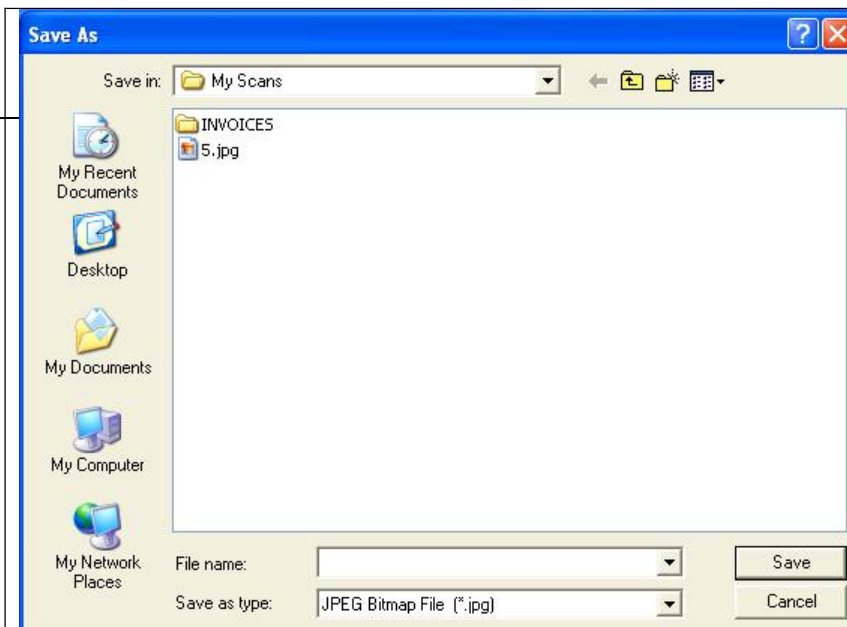 Save As
Save in: My Scans
INVOICES
5.jpg
My Recent
Documents
Desktop
My Documents
My Computer
My Network
Places
File name:
Save
Save as type: JPEG Bitmap File (*.jpg)
Cancel